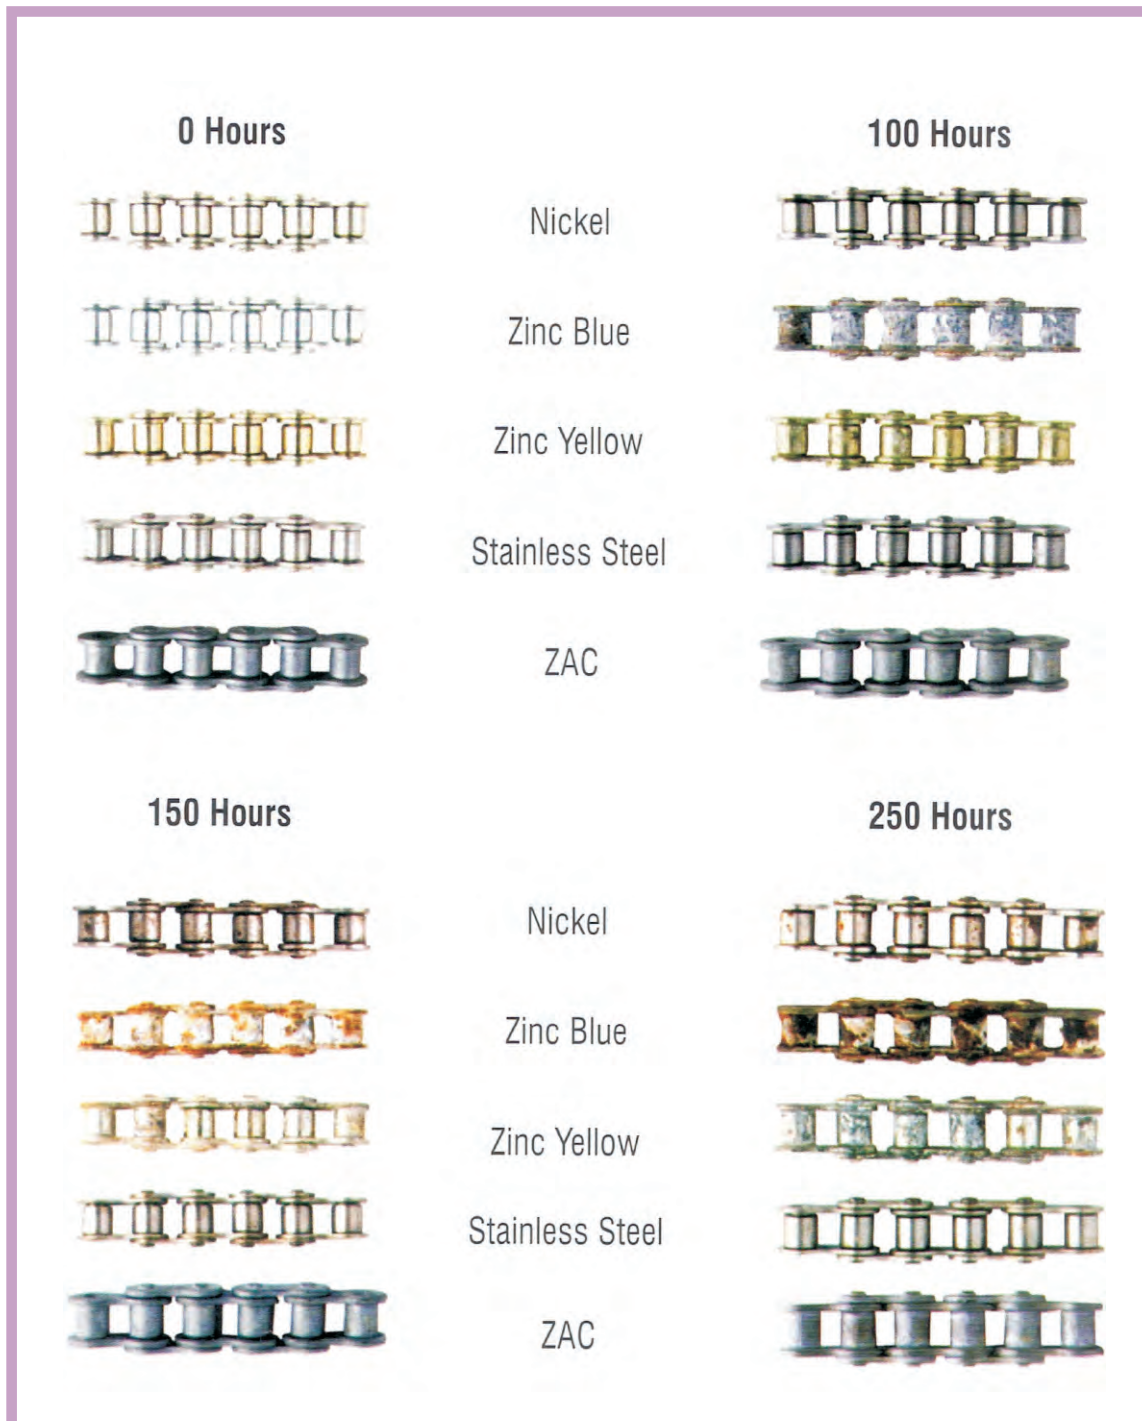 0 Hours
100 Hours
Nickel
Zinc Blue
Zinc Yellow
Stainless Steel
ZAC
150 Hours
250 Hours
Nickel
Zinc Blue
Zinc Yellow
Stainless Steel
ZAC